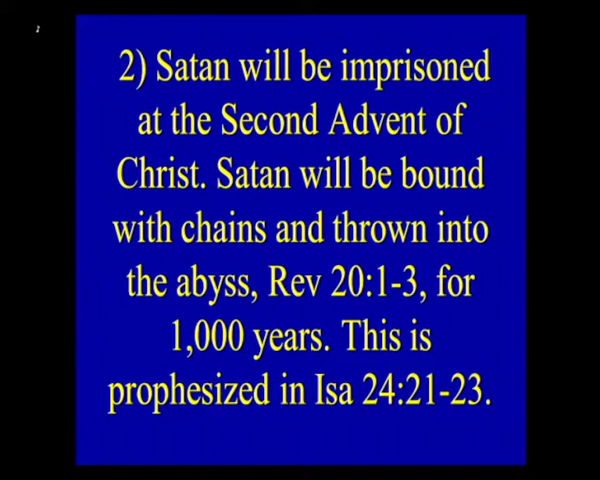 2) Satan will be imprisoned
at the Second Advent of
Christ. Satan will be bound
with chains and thrown into
the abyss, Rev 20:1-3, for
1,000 years. This is
prophesized in Isa 24:21-23.